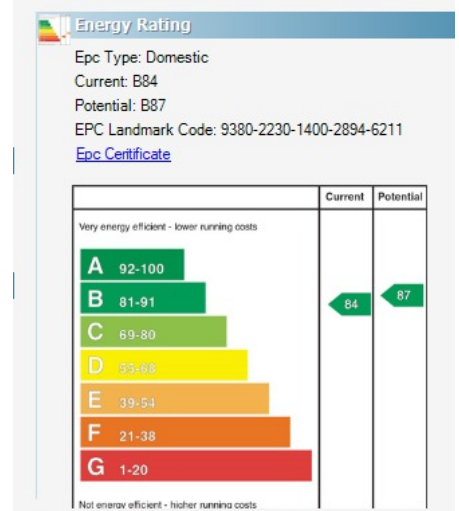 Energy Rating
Epc Type: Domestic
Current: B84
Potential: B87
EPC Landmark Code: 9380-2230-1400-2894-6211
Epc Ceritificate
Current Potential
Very energy efficient - lower running costs
A 92-100
B 81-91
84 87
C 69-80
D 55-68
E 39-54
F 21-38
G 1-20
Not energy efficient - higher running costs